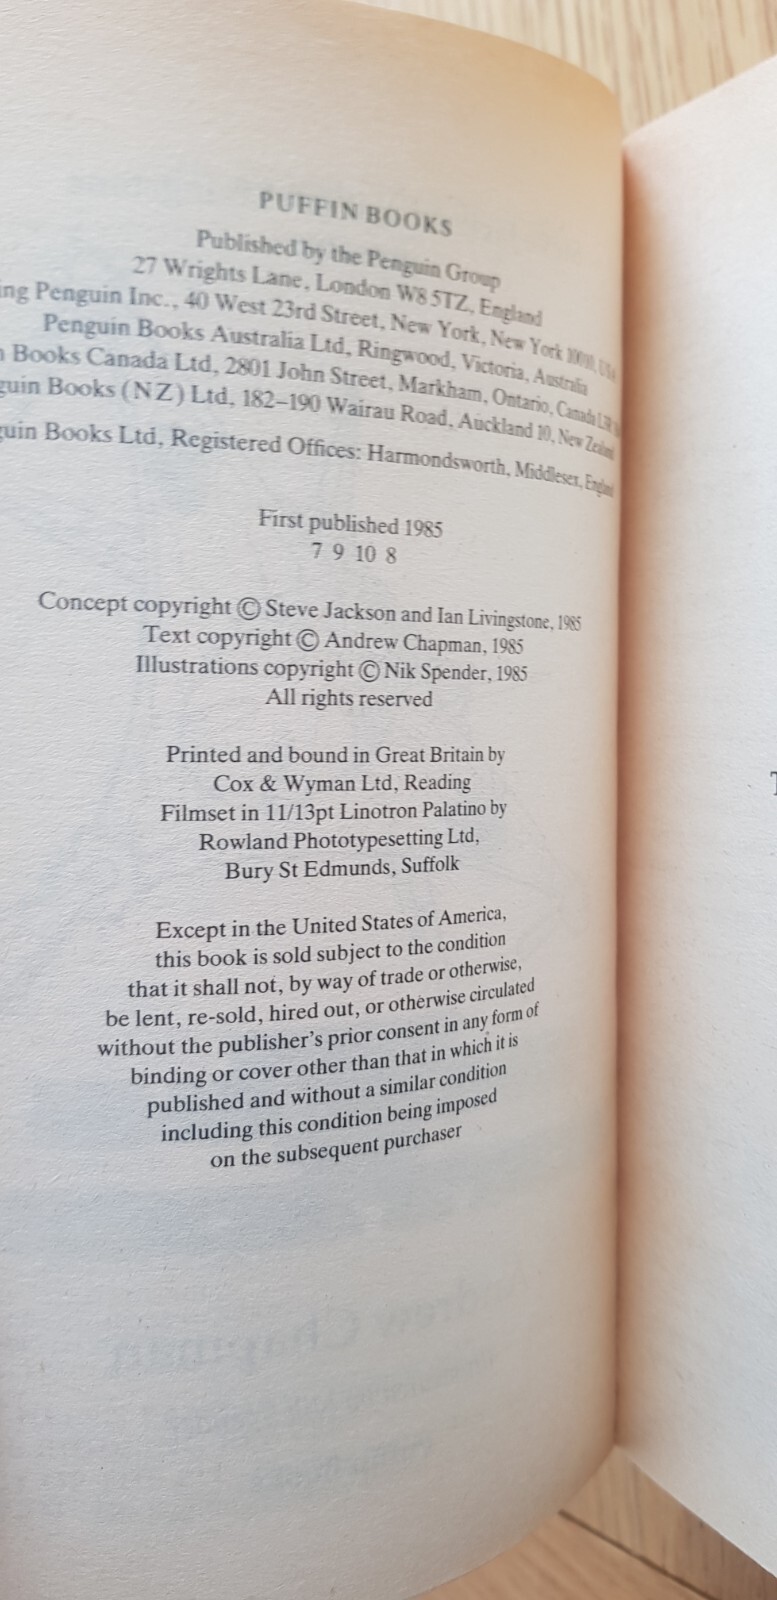 PUFFIN BOOKS
Published by the Penguin Group
27 Wrights Lane, London W8 5TZ, England
ing Penguin Inc., 40 West 23rd Street, New York, New York 10010, USA
Penguin Books Australia Ltd, Ringwood, Victoria, Australia
n Books Canada Ltd, 2801 John Street, Markham, Ontario, Canada L3R
guin Books (NZ) Ltd, 182–190 Wairau Road, Auckland 10, New Zealand
guin Books Ltd, Registered Offices: Harmondsworth, Middlesex, England
First published 1985
7 9 10 8
Concept copyright © Steve Jackson and Ian Livingstone, 1985
Text copyright © Andrew Chapman, 1985
Illustrations copyright © Nik Spender, 1985
All rights reserved
Printed and bound in Great Britain by
Cox & Wyman Ltd, Reading
Filmset in 11/13pt Linotron Palatino by
Rowland Phototypesetting Ltd,
Bury St Edmunds, Suffolk
Except in the United States of America,
this book is sold subject to the condition
that it shall not, by way of trade or otherwise,
be lent, re-sold, hired out, or otherwise circulated
without the publisher's prior consent in any form of
binding or cover other than that in which it is
published and without a similar condition
including this condition being imposed
on the subsequent purchaser
T